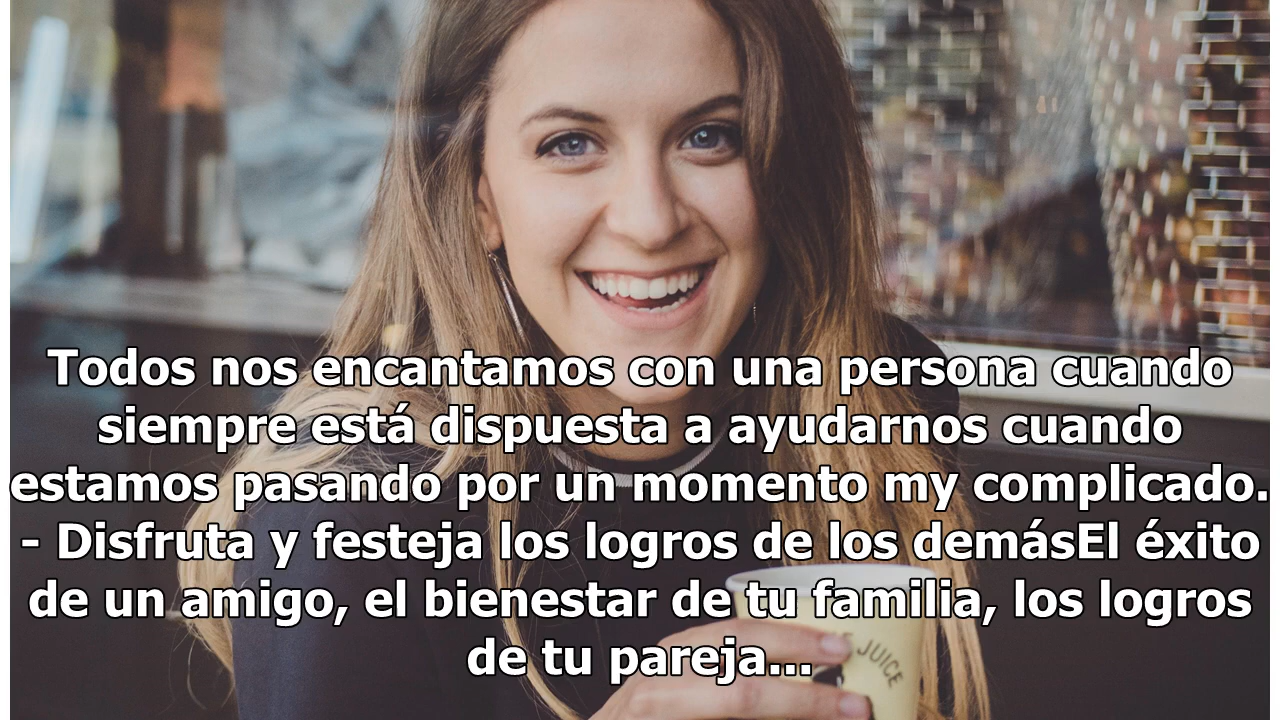 Todos nos encantamos con una persona cuando
siempre está dispuesta a ayudarnos cuando
estamos pasando por un momento my complicado.
- Disfruta y festeja los logros de los demásEl éxito
de un amigo, el bienestar de tu familia, los logros
de tu pareja...
JUICE